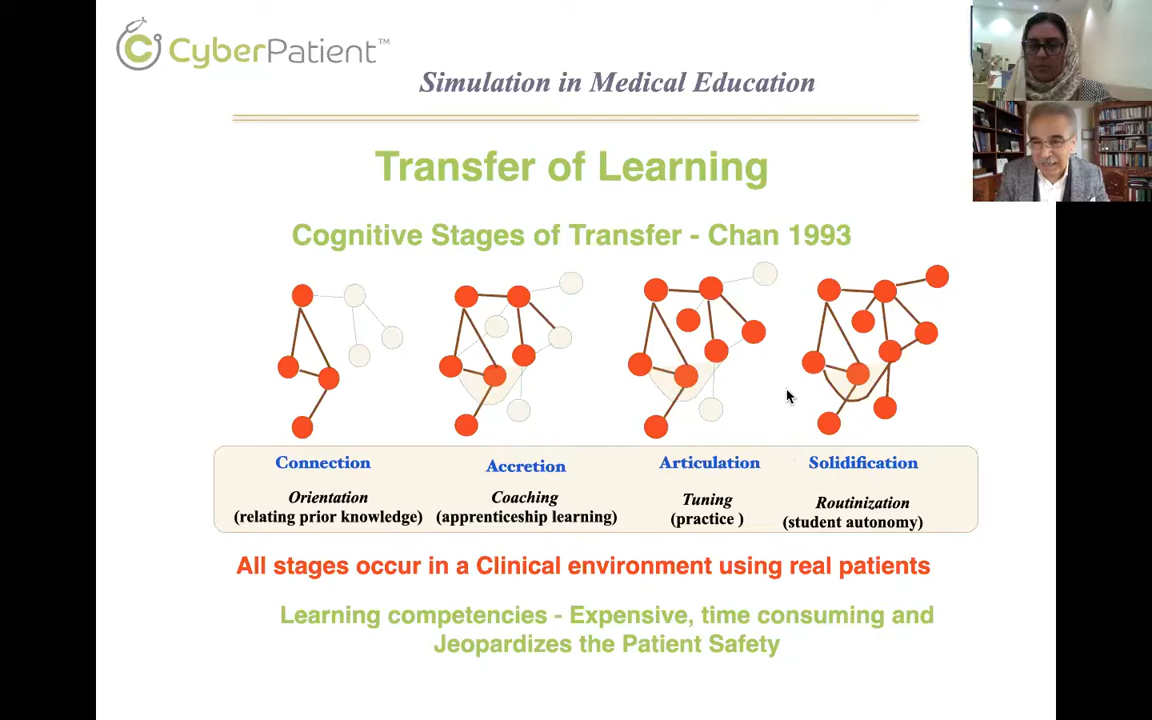 CyberPatient™
Simulation in Medical Education
Transfer of Learning
Cognitive Stages of Transfer - Chan 1993
Connection
Orientation
(relating prior knowledge)
Accretion
Coaching
(apprenticeship learning)
Articulation
Tuning
(practice )
Solidification
Routinization
(student autonomy)
All stages occur in a Clinical environment using real patients
Learning competencies - Expensive, time consuming and
Jeopardizes the Patient Safety